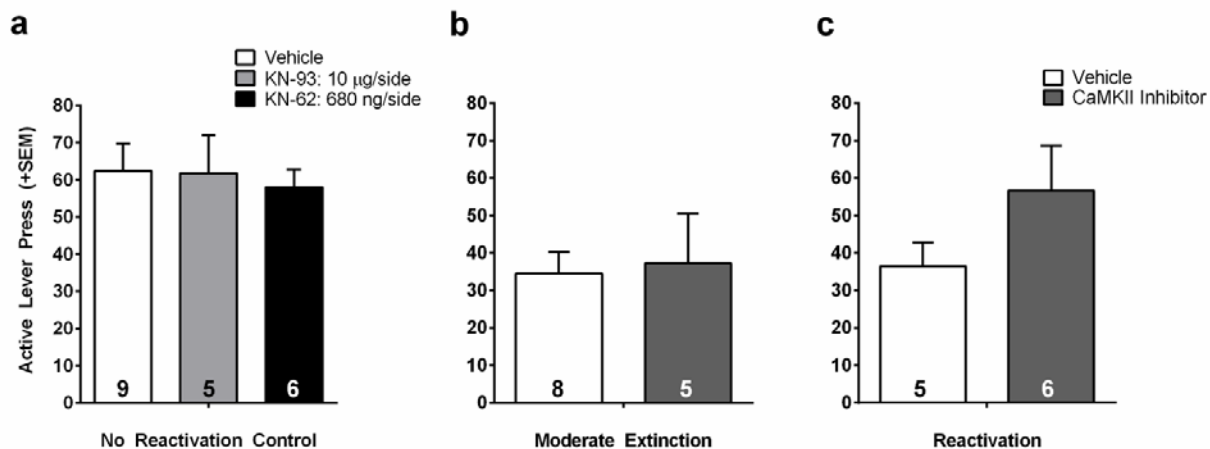 a
Vehicle
KN-93: 10 μg/side
KN-62: 680 ng/side
Active Lever Press (+SEM)
80
70
60
50
40
30
20
10
0
9
5
6
No Reactivation Control
b
80
70
60
50
40
30
20
10
0
8
5
Moderate Extinction
c
Vehicle
CaMKII Inhibitor
80
70
60
50
40
30
20
10
0
5
6
Reactivation